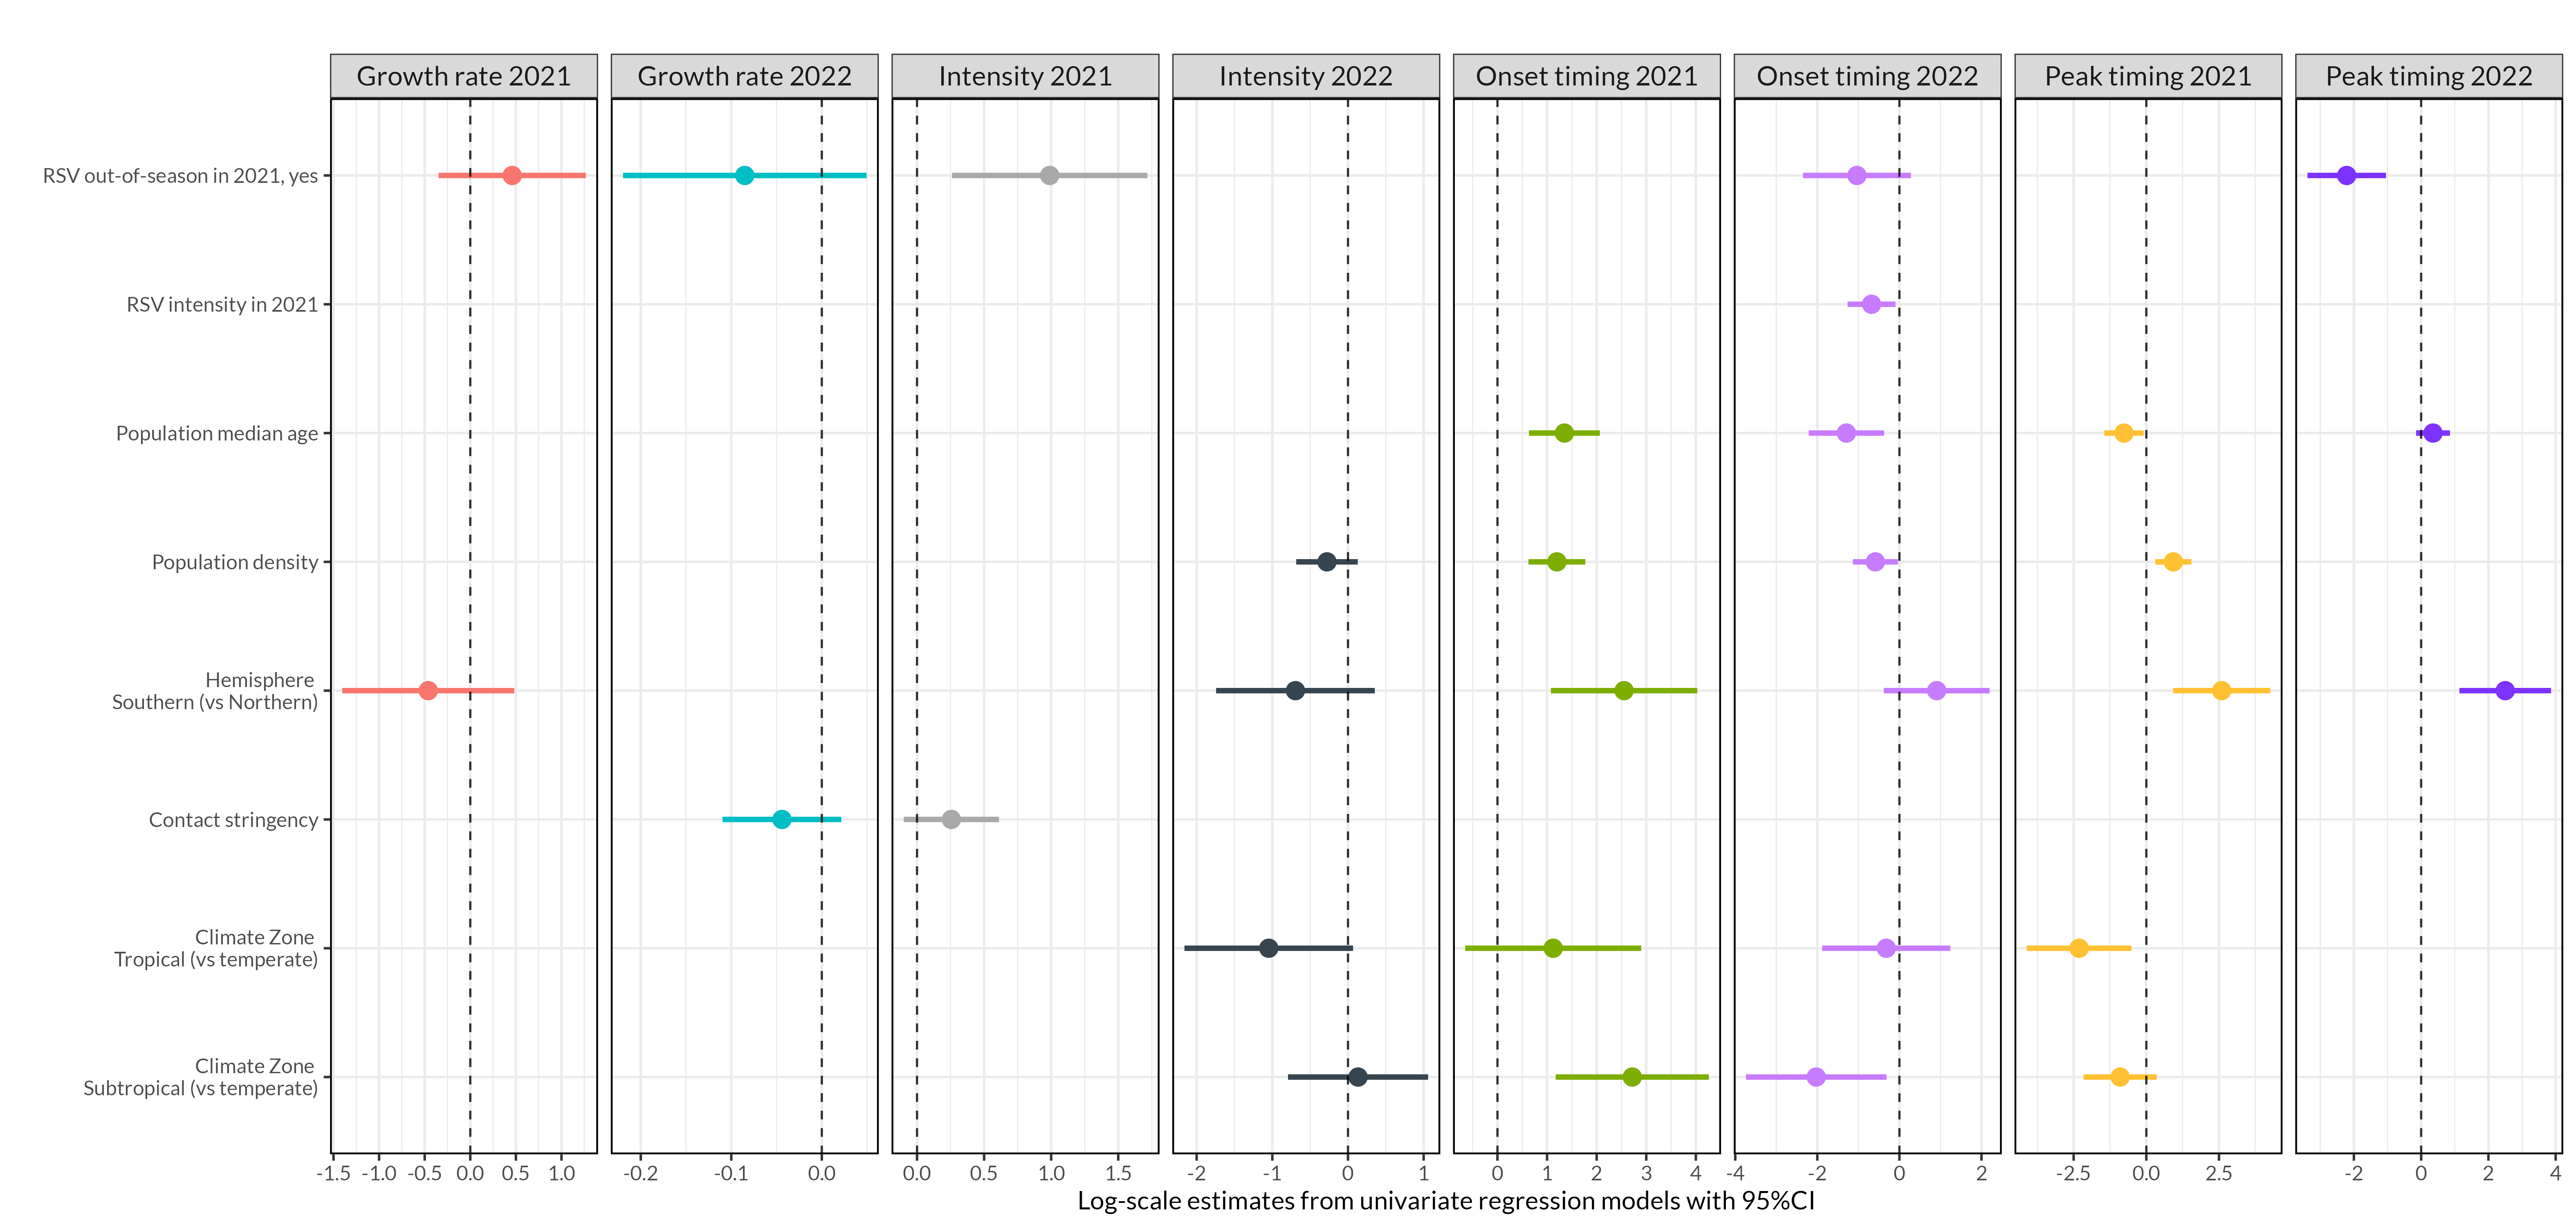 Growth rate 2021
Growth rate 2022
Intensity 2021
Intensity 2022
Onset timing 2021
Onset timing 2022
Peak timing 2021
Peak timing 2022
RSV out-of-season in 2021, yes
RSV intensity in 2021
Population median age
Population density
Hemisphere
Southern (vs Northern)
Contact stringency
Climate Zone
Tropical (vs temperate)
Climate Zone
Subtropical (vs temperate)
-1.5 -1.0 -0.5 0.0 0.5 1.0
-0.2 -0.1 0.0
0.0 0.5 1.0 1.5
-2 -1 0 1
0 1 2 3 4
-4 -2 0 2
-2.5 0.0 2.5
-2 0 2 4
Log-scale estimates from univariate regression models with 95%CI